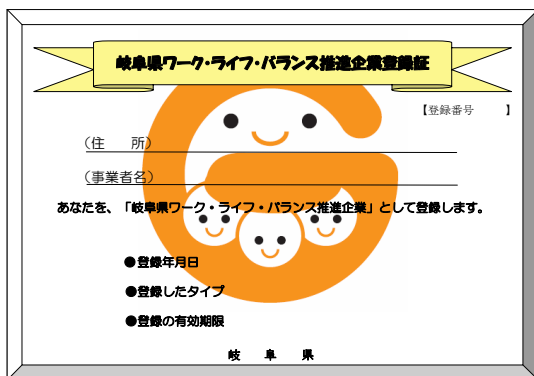 岐阜県ワーク・ライフ・バランス推進企業登録証
【登録番号　　　】
（住　所）
（事業者名）
あなたを、「岐阜県ワーク・ライフ・バランス推進企業」として登録します。
●登録年月日
●登録したタイプ
●登録の有効期限
岐　阜　県